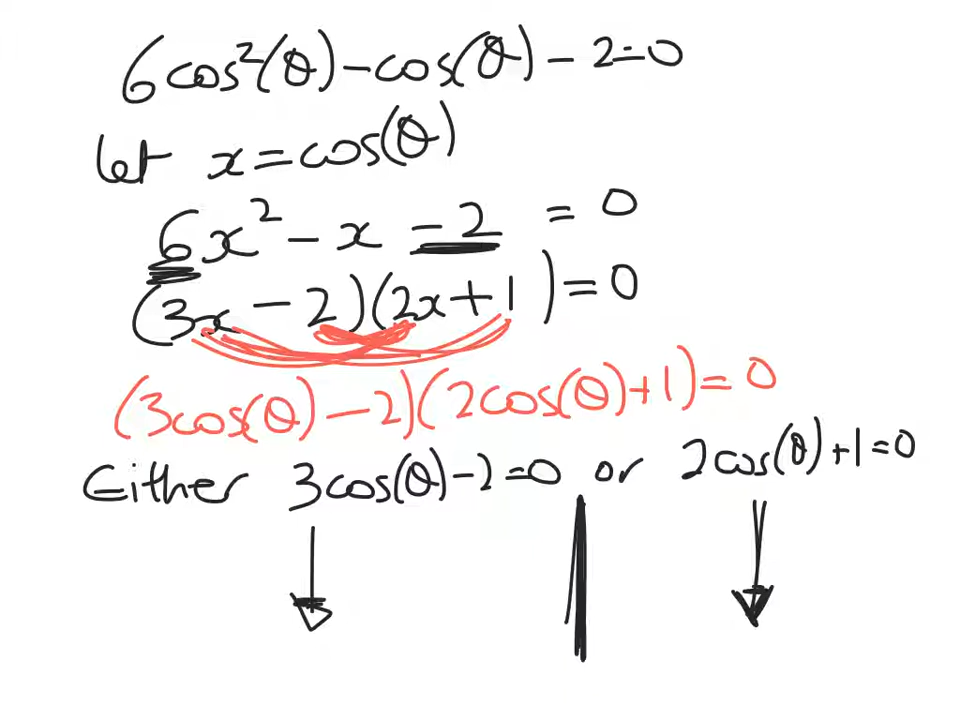 6cos²(θ) - cos(θ) - 2 = 0
let x = cos(θ)
6x² - x - 2 = 0
(3x - 2)(2x + 1) = 0
(3cos(θ) - 2)(2cos(θ) + 1) = 0
Either 3cos(θ) - 2 = 0 or 2cos(θ) + 1 = 0